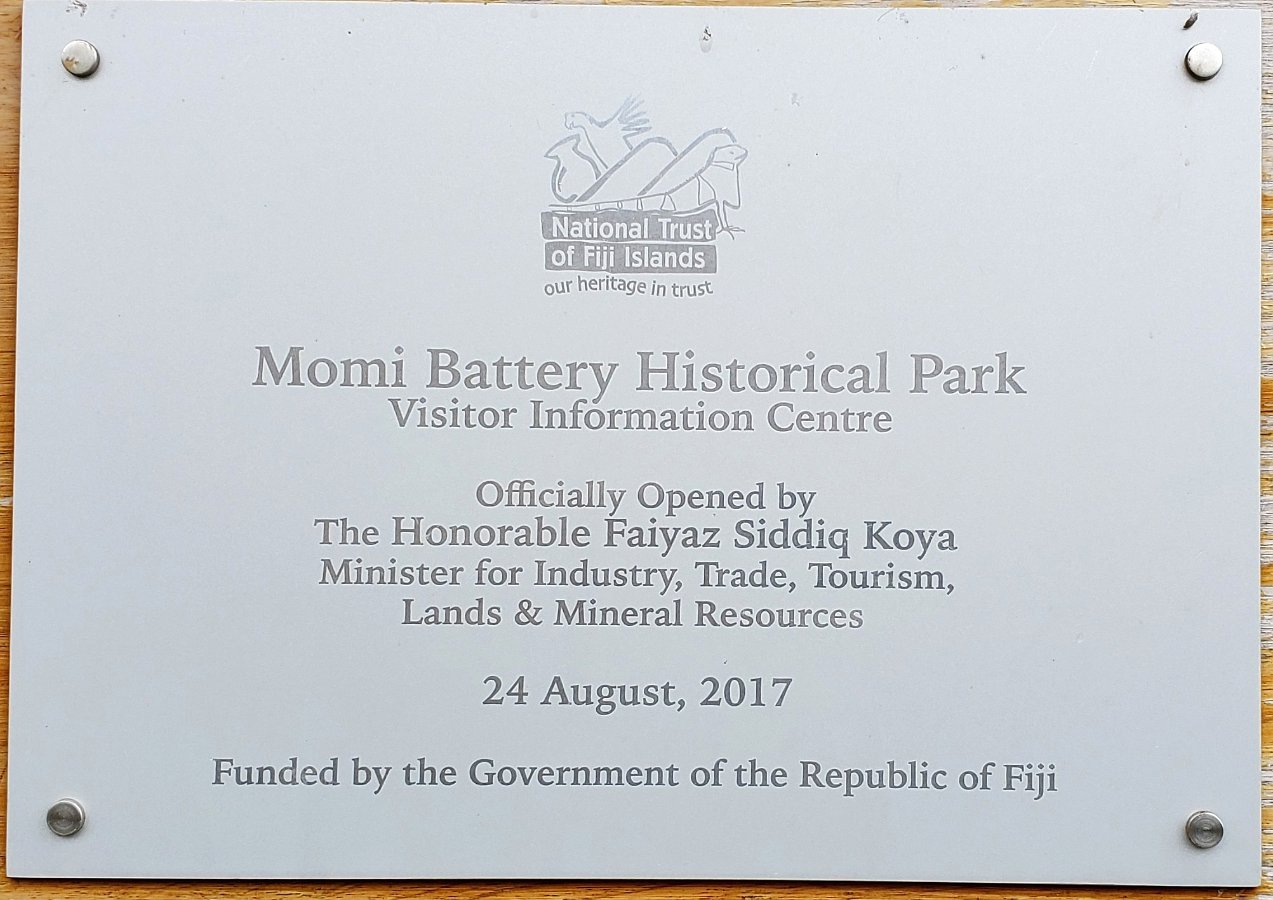 National Trust
of Fiji Islands
our heritage in trust
Momi Battery Historical Park
Visitor Information Centre
Officially Opened by
The Honorable Faiyaz Siddiq Koya
Minister for Industry, Trade, Tourism,
Lands & Mineral Resources
24 August, 2017
Funded by the Government of the Republic of Fiji